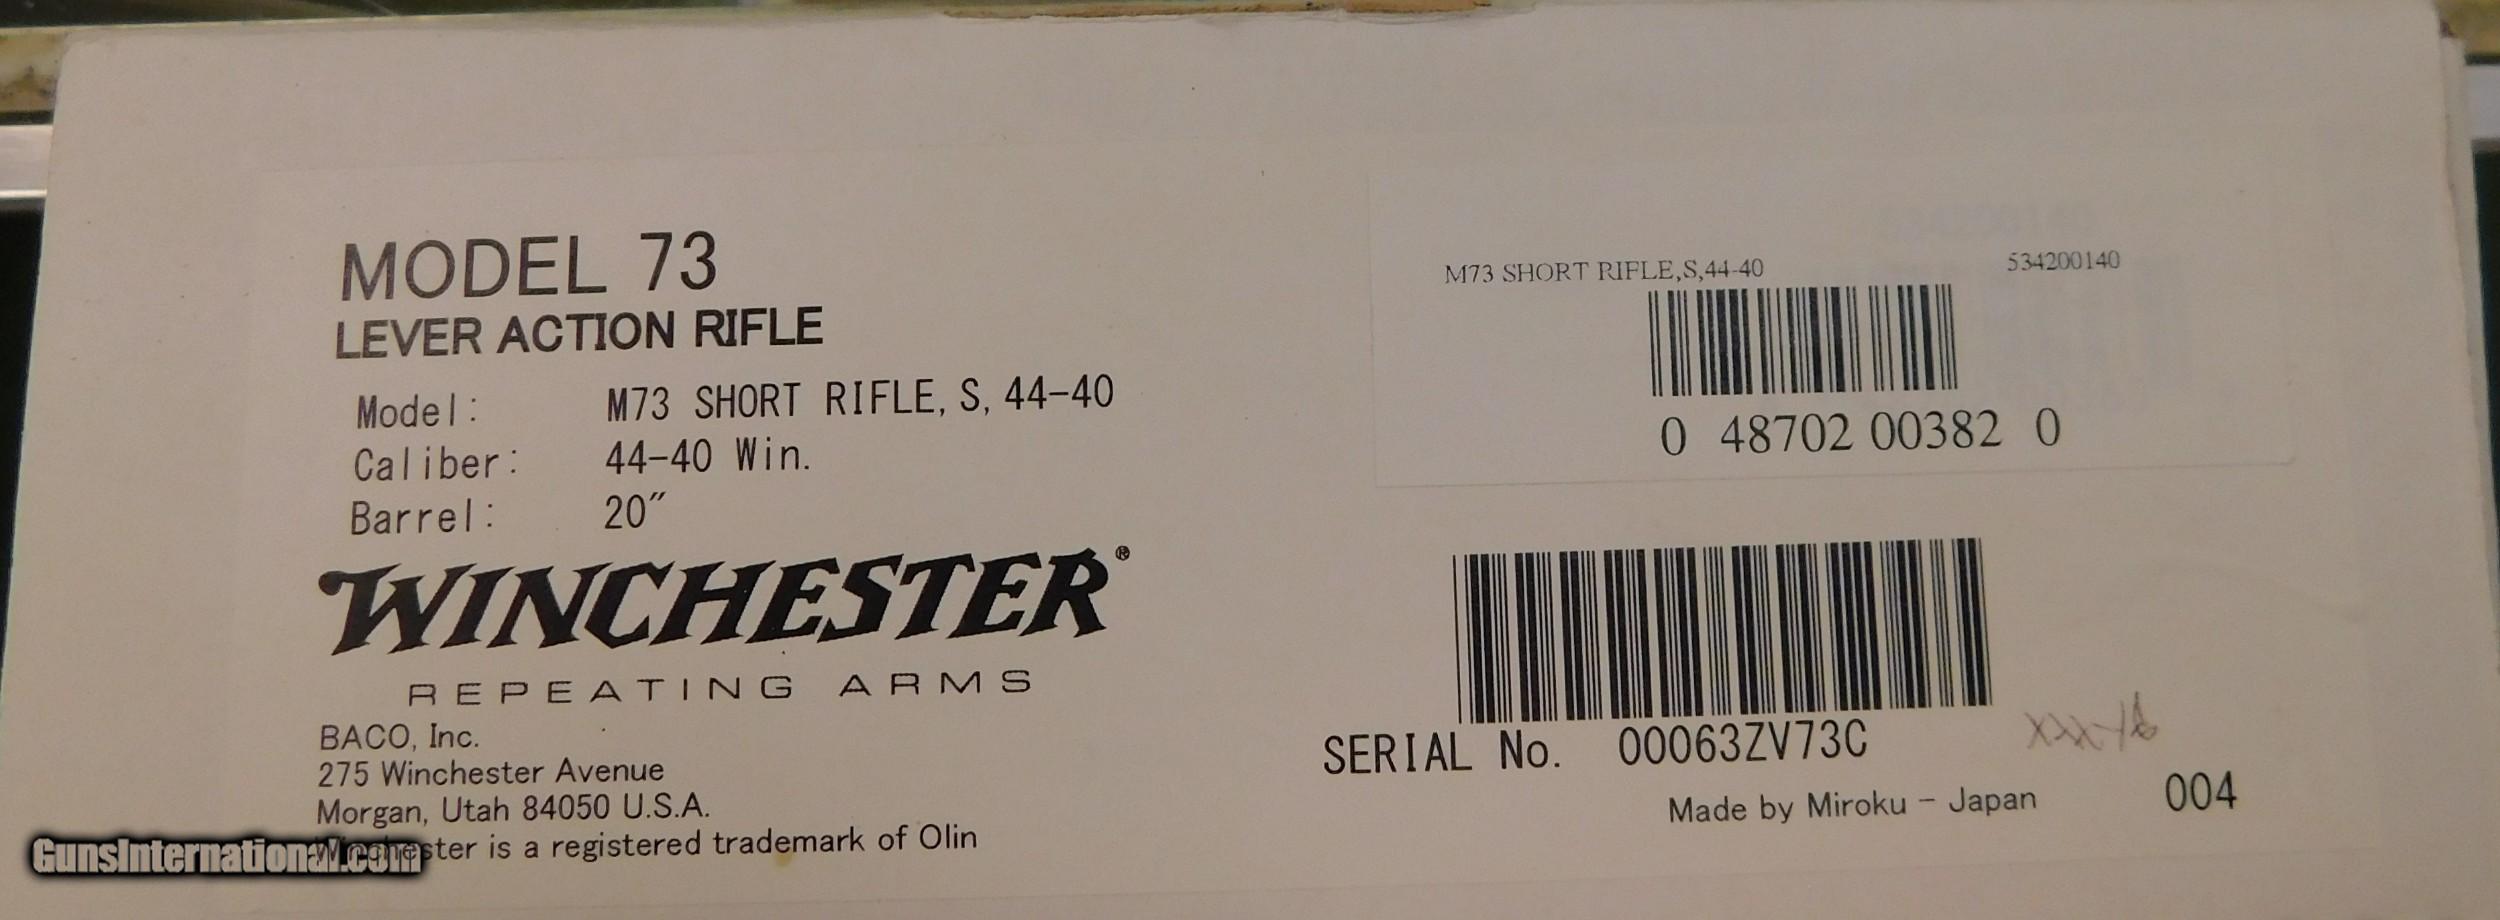 MODEL 73
LEVER ACTION RIFLE
Model: M73 SHORT RIFLE, S, 44-40
Caliber: 44-40 Win.
Barrel: 20″
WINCHESTER®
REPEATING ARMS
BACO, Inc.
275 Winchester Avenue
Morgan, Utah 84050 U.S.A.
Winchester is a registered trademark of Olin
M73 SHORT RIFLE,S,44-40 534200140
0 48702 00382 0
SERIAL No. 00063ZV73C
Made by Miroku - Japan 004
GunsInternational.com